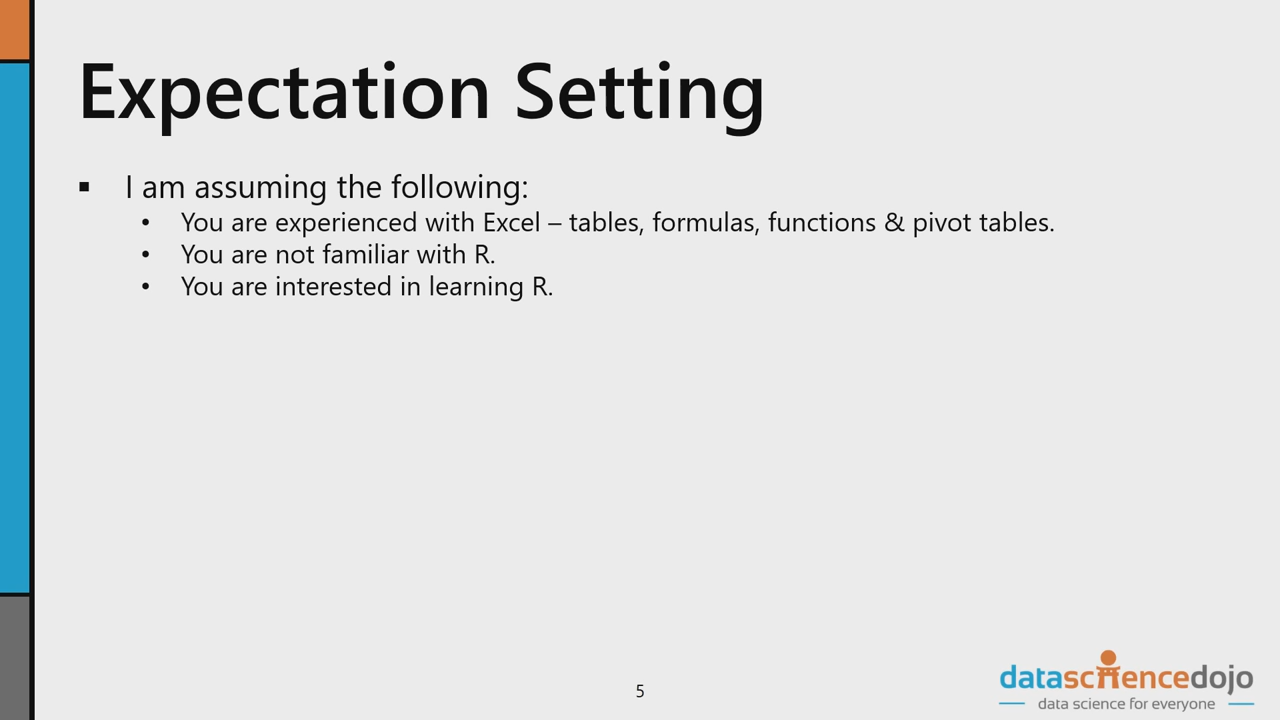 Expectation Setting
▪ I am assuming the following:
• You are experienced with Excel – tables, formulas, functions & pivot tables.
• You are not familiar with R.
• You are interested in learning R.
5
datasciencedojo
data science for everyone